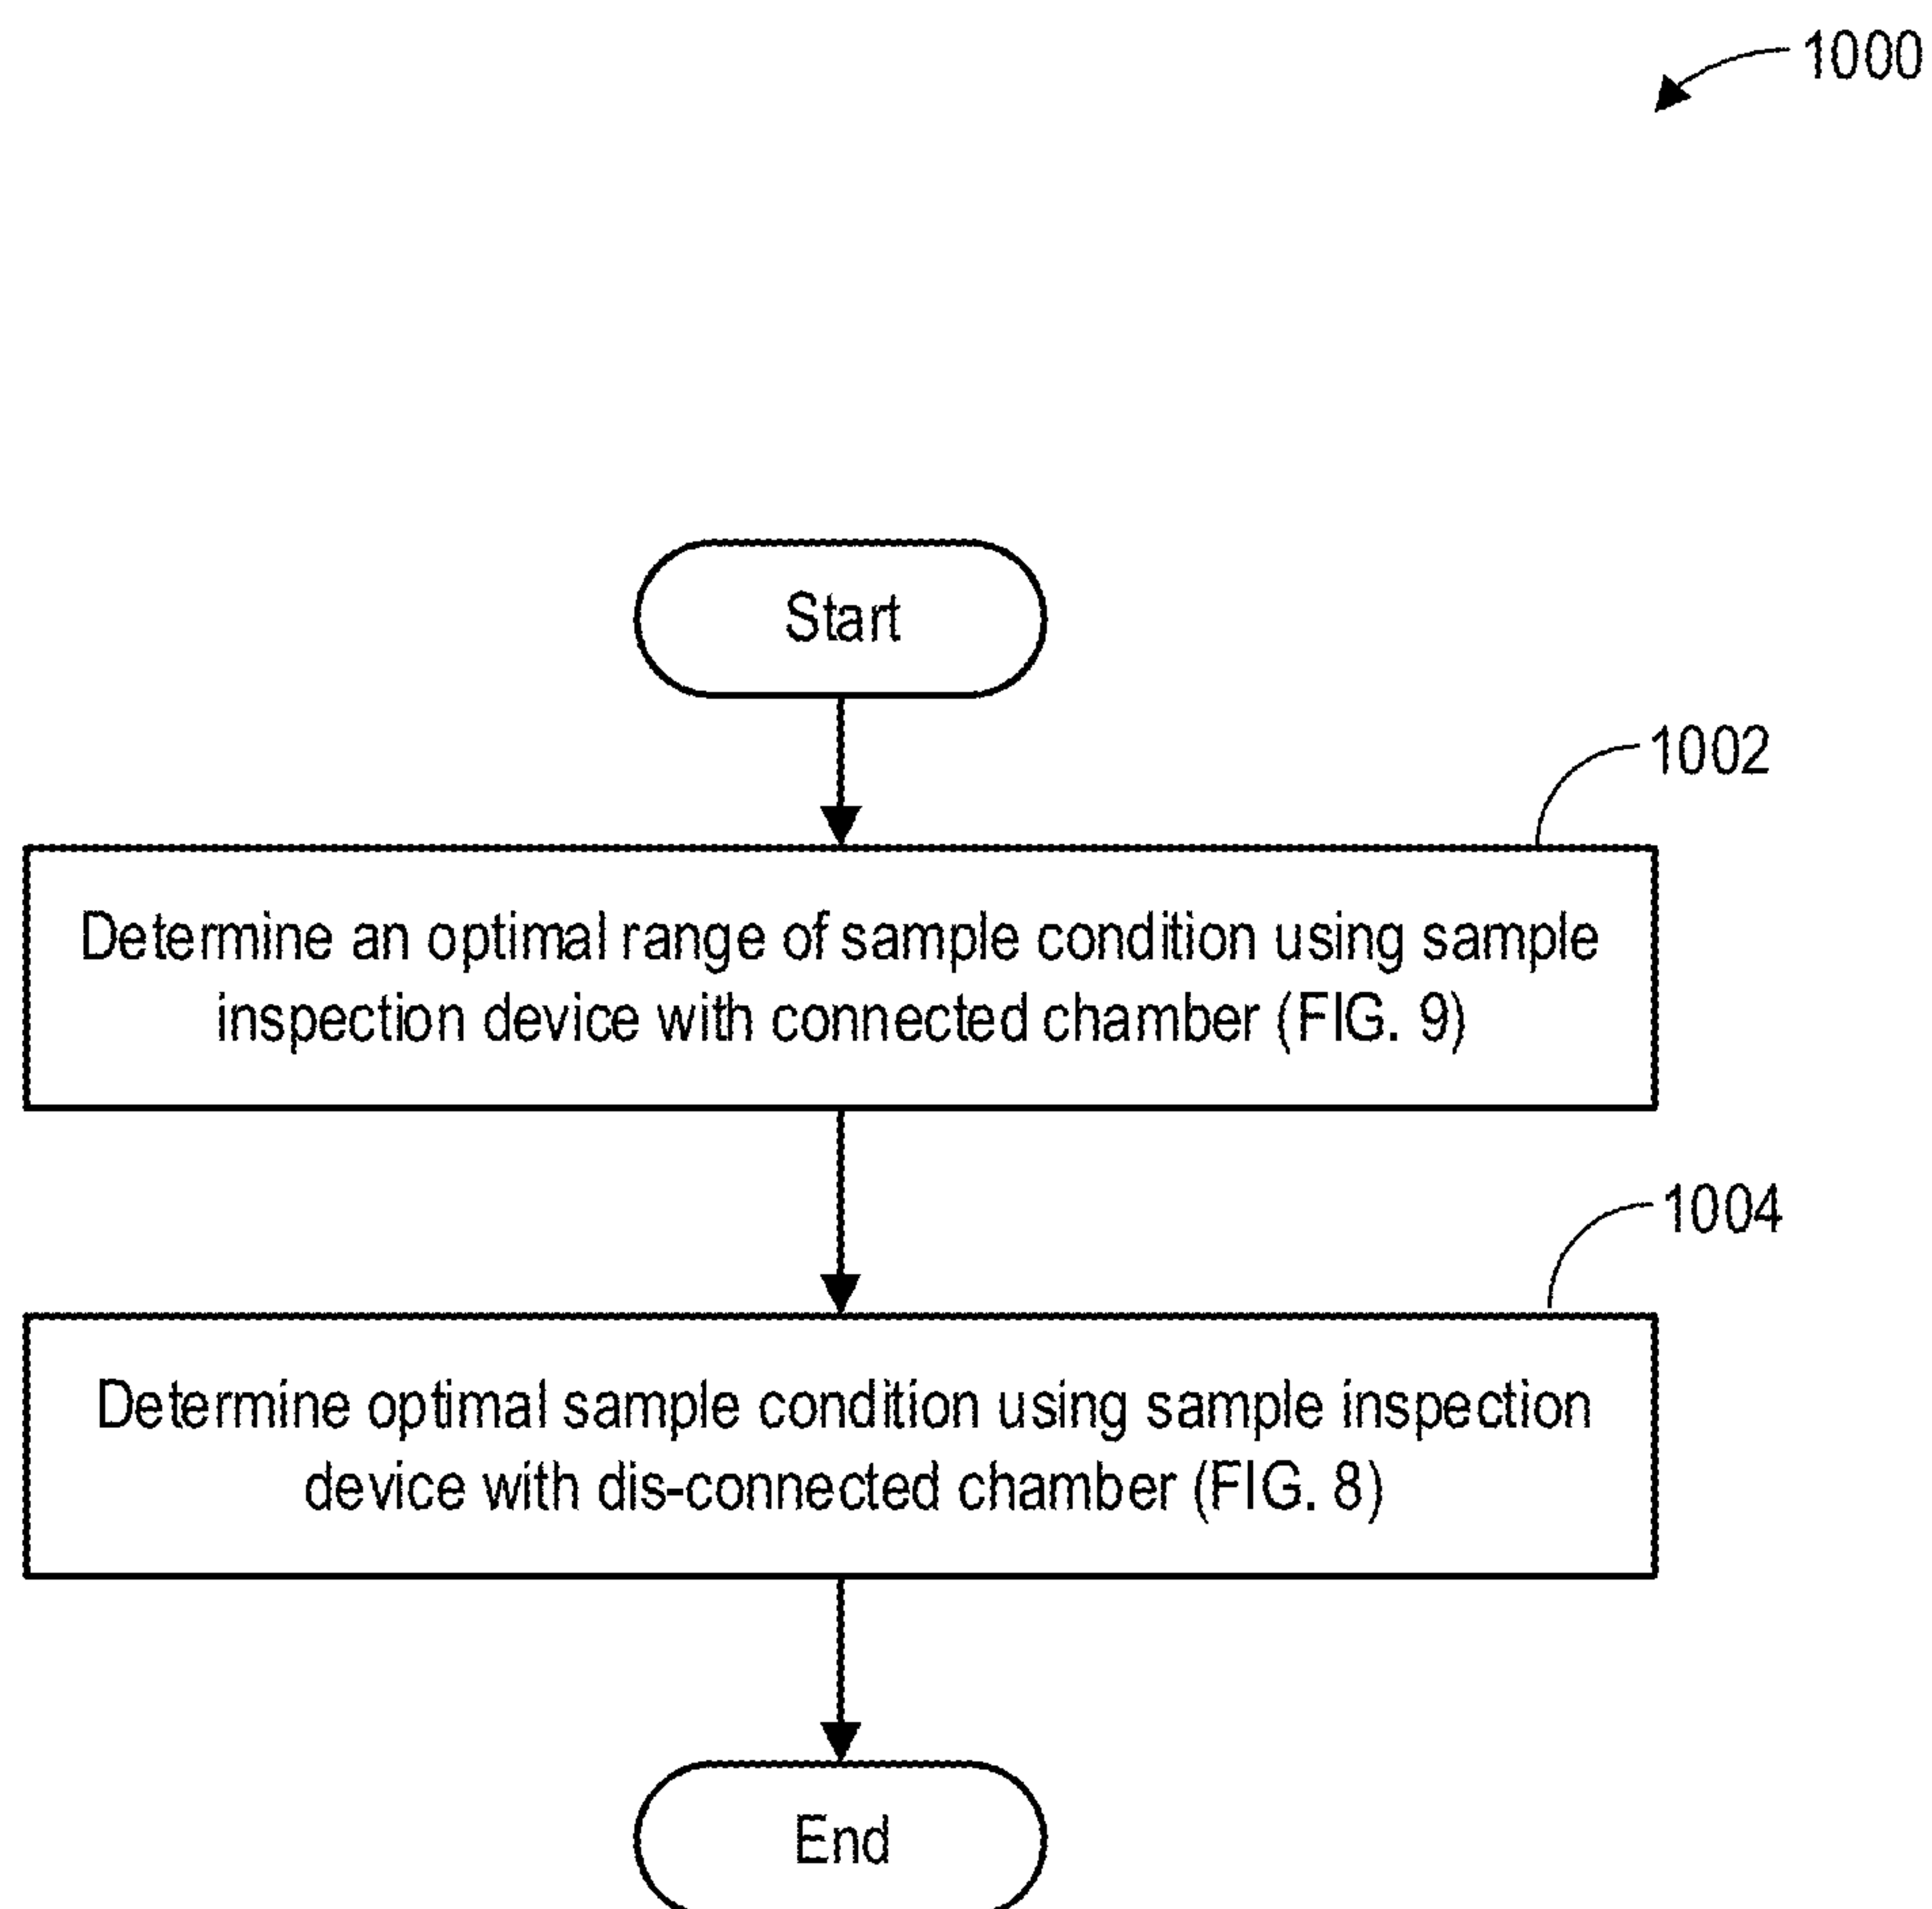 1000
Start
1002
Determine an optimal range of sample condition using sample
inspection device with connected chamber (FIG. 9)
1004
Determine optimal sample condition using sample inspection
device with dis-connected chamber (FIG. 8)
End